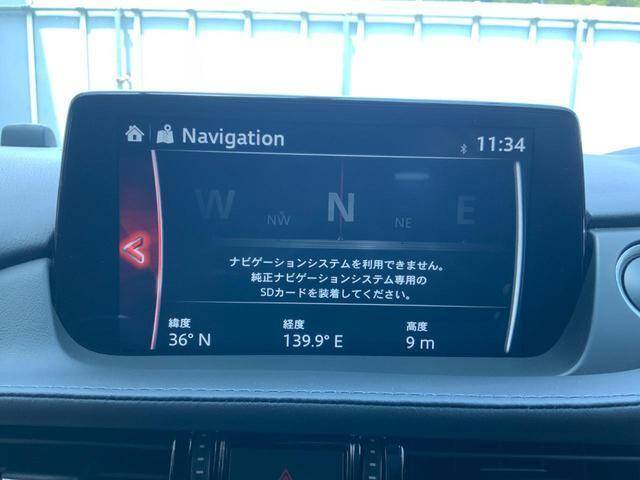 Navigation
11:34
W NW N NE E
ナビゲーションシステムを利用できません。
純正ナビゲーションシステム専用の
SDカードを装着してください。
緯度 経度 高度
36° N 139.9° E 9 m